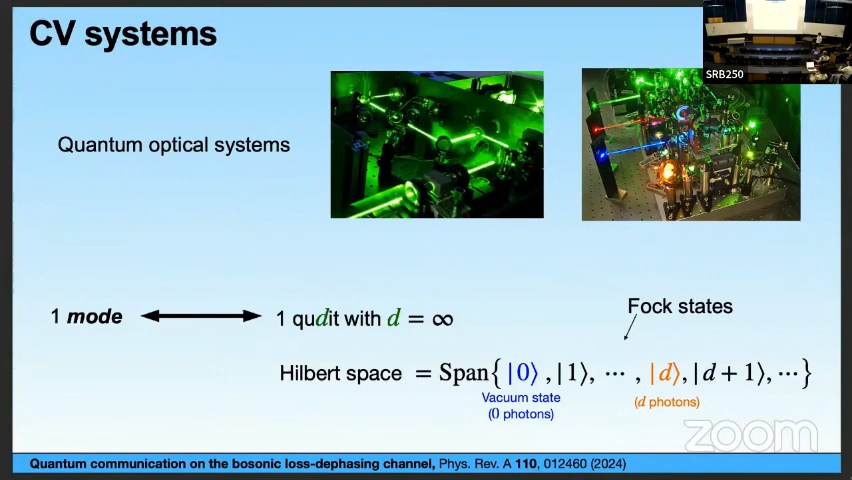 CV systems
SRB250
Quantum optical systems
1 mode
1 qudit with d = ∞
Fock states
Hilbert space = Span{|0⟩ ,|1⟩, ⋯ , |d⟩,|d + 1⟩, ⋯}
Vacuum state
(0 photons)
(d photons)
zoom
Quantum communication on the bosonic loss-dephasing channel, Phys. Rev. A 110, 012460 (2024)